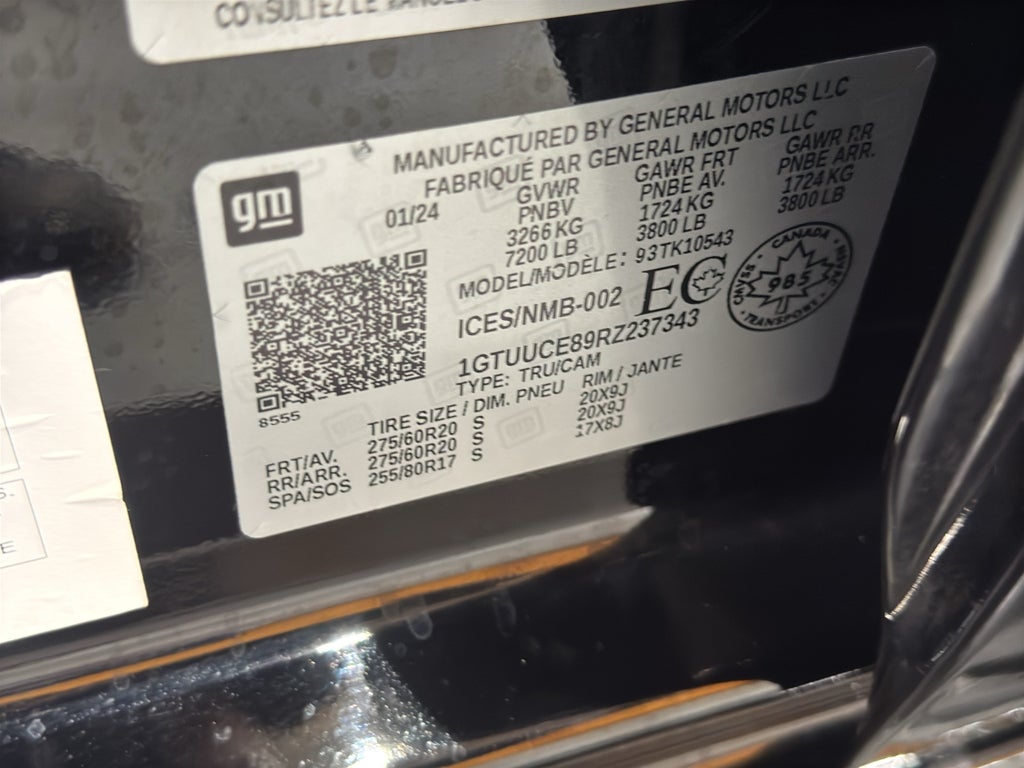 CONSULTEZ LE
gm
MANUFACTURED BY GENERAL MOTORS LLC
FABRIQUÉ PAR GENERAL MOTORS LLC
01/24 GVWR GAWR FRT GAWR RR
PNBV PNBE AV. PNBE ARR.
3266 KG 1724 KG 1724 KG
7200 LB 3800 LB 3800 LB
MODEL/MODÈLE: 93TK10543
ICES/NMB-002 EC
CANADA
985
TRANSPORT
1GTUUCE89RZ237343
TYPE: TRU/CAM
8555
TIRE SIZE / DIM. PNEU RIM / JANTE
FRT/AV. 275/60R20 S 20X9J
RR/ARR. 275/60R20 S 20X9J
SPA/SOS 255/80R17 S 17X8J